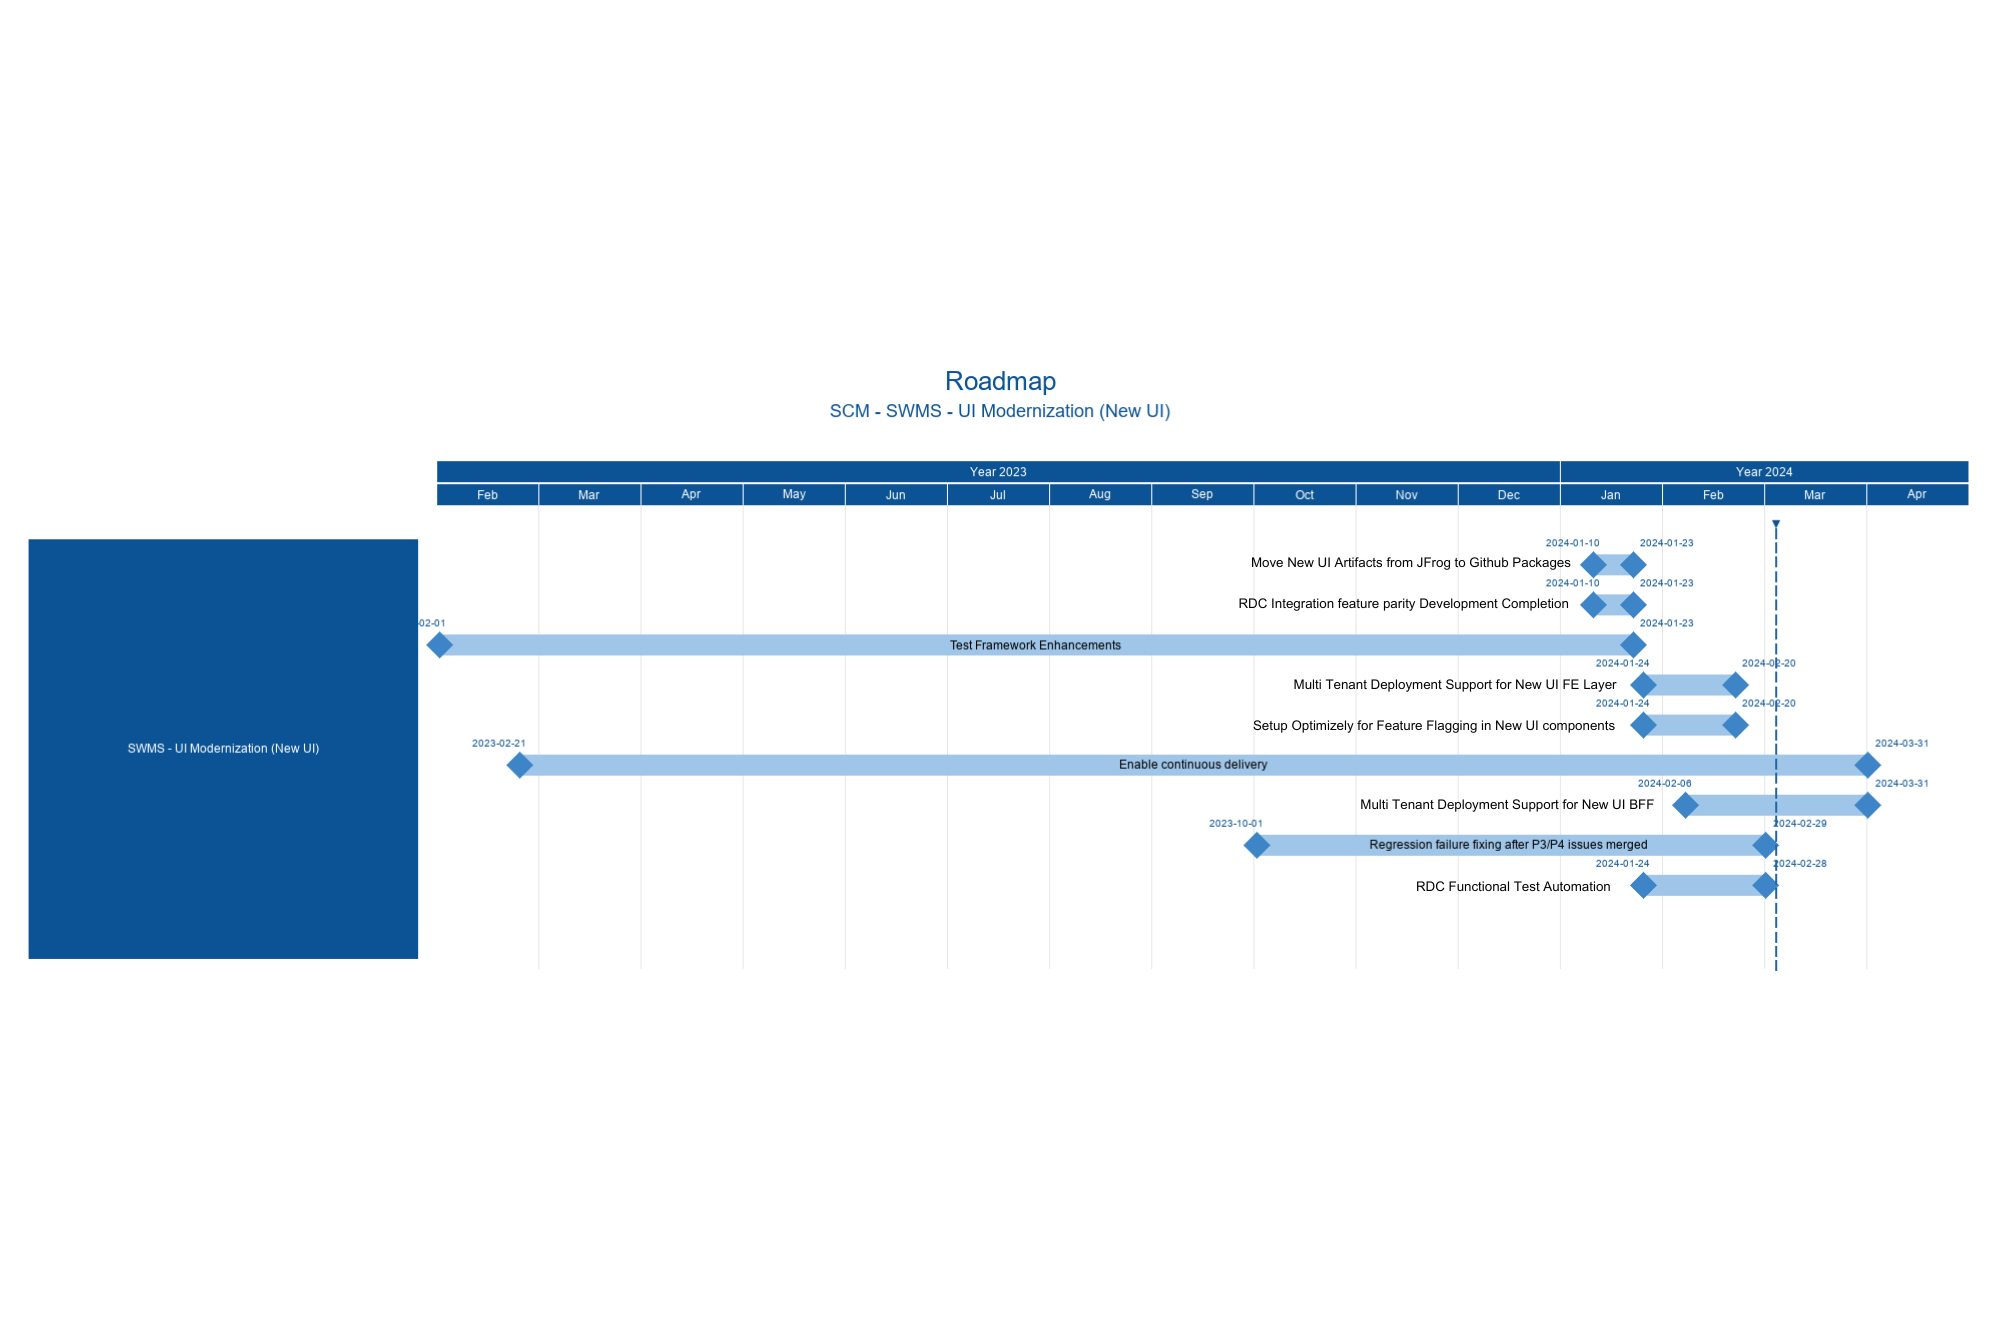 Roadmap
SCM - SWMS - UI Modernization (New UI)
Year 2023 Year 2024
Feb Mar Apr May Jun Jul Aug Sep Oct Nov Dec Jan Feb Mar Apr
SWMS - UI Modernization (New UI)
2024-01-10 2024-01-23
Move New UI Artifacts from JFrog to Github Packages
2024-01-10 2024-01-23
RDC Integration feature parity Development Completion
02-01 2024-01-23
Test Framework Enhancements
2024-01-24 2024-02-20
Multi Tenant Deployment Support for New UI FE Layer
2024-01-24 2024-02-20
Setup Optimizely for Feature Flagging in New UI components
2023-02-21 2024-03-31
Enable continuous delivery
2024-02-06 2024-03-31
Multi Tenant Deployment Support for New UI BFF
2023-10-01 2024-02-29
Regression failure fixing after P3/P4 issues merged
2024-01-24 2024-02-28
RDC Functional Test Automation